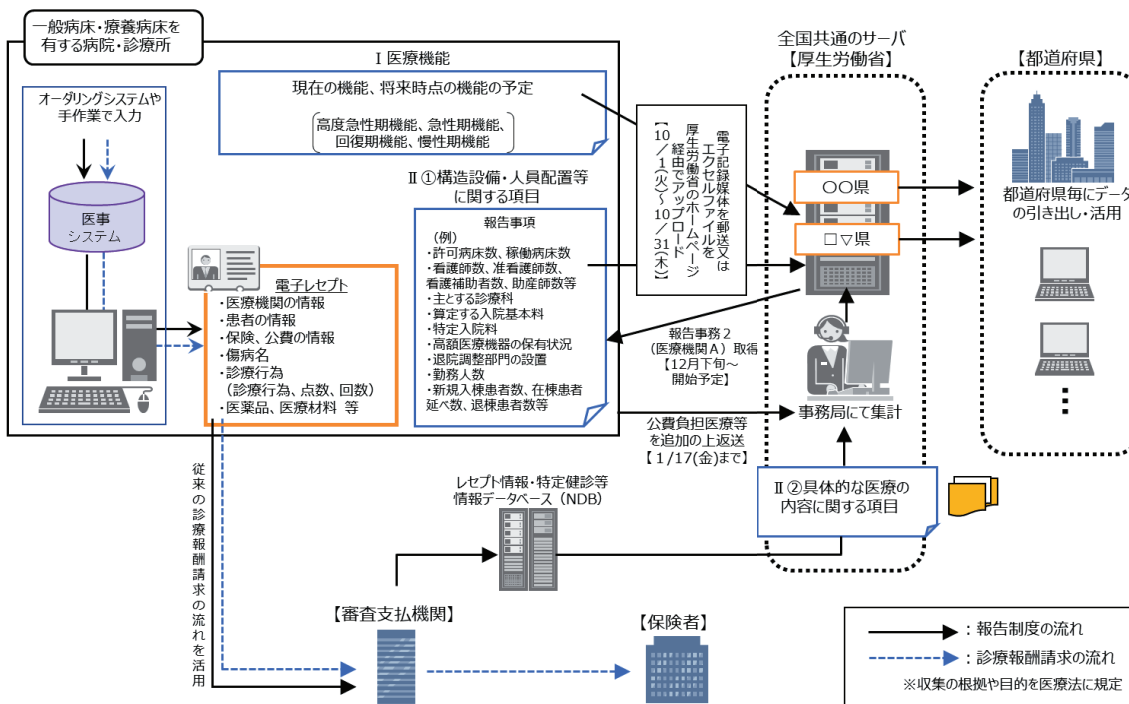 一般病床・療養病床を
有する病院・診療所
オーダリングシステムや
手作業で入力
医事
システム
Ⅰ医療機能
現在の機能、将来時点の機能の予定
高度急性期機能、急性期機能、
回復期機能、慢性期機能
Ⅱ①構造設備・人員配置等
に関する項目
報告事項
（例）
・許可病床数、稼働病床数
・看護師数、准看護師数、
看護補助者数、助産師数等
・主とする診療科
・算定する入院基本料
・特定入院料
・高額医療機器の保有状況
・退院調整部門の設置
・勤務人数
・新規入棟患者数、在棟患者
延べ数、退棟患者数等
電子レセプト
・医療機関の情報
・患者の情報
・保険、公費の情報
・傷病名
・診療行為
（診療行為、点数、回数）
・医薬品、医療材料 等
電子記録媒体を郵送又は
エクセルファイルを
厚生労働省のホームページ
経由でアップロード
【10／1(火)～10／31(木)】
全国共通のサーバ
【厚生労働省】
○○県
□▽県
【都道府県】
都道府県毎にデータ
の引き出し・活用
報告事務２
（医療機関Ａ）取得
【12月下旬～
開始予定】
公費負担医療等
を追加の上返送
【１/17(金)まで】
事務局にて集計
Ⅱ②具体的な医療の
内容に関する項目
レセプト情報・特定健診等
情報データベース（NDB）
従来の診療報酬請求の流れを活用
【審査支払機関】
【保険者】
：報告制度の流れ
：診療報酬請求の流れ
※収集の根拠や目的を医療法に規定